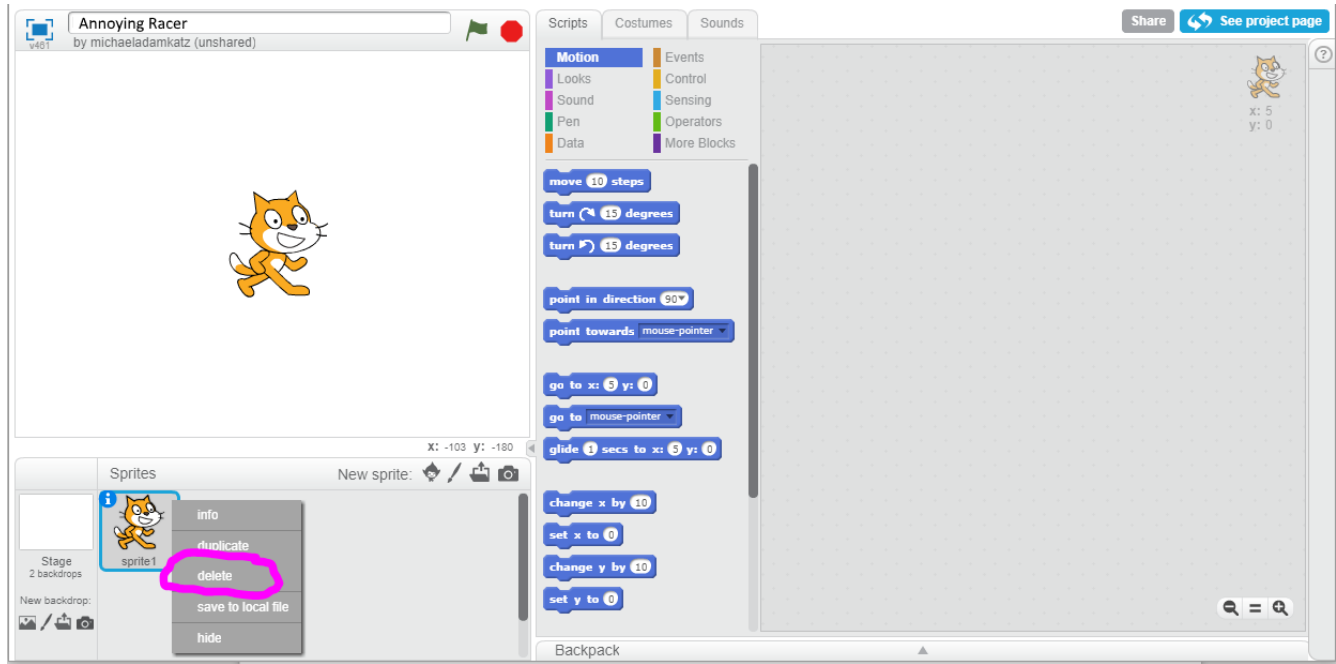 Annoying Racer
v461
by michaeladamkatz (unshared)
X: -103 y: -180
Sprites
New sprite:
Stage
2 backdrops
New backdrop:
sprite1
info
duplicate
delete
save to local file
hide
Scripts Costumes Sounds
Share See project page
Motion Events
Looks Control
Sound Sensing
Pen Operators
Data More Blocks
move 10 steps
turn 15 degrees
turn 15 degrees
point in direction 90
point towards mouse-pointer
go to x: 5 y: 0
go to mouse-pointer
glide 1 secs to x: 5 y: 0
change x by 10
set x to 0
change y by 10
set y to 0
x: 5
y: 0
?
Backpack